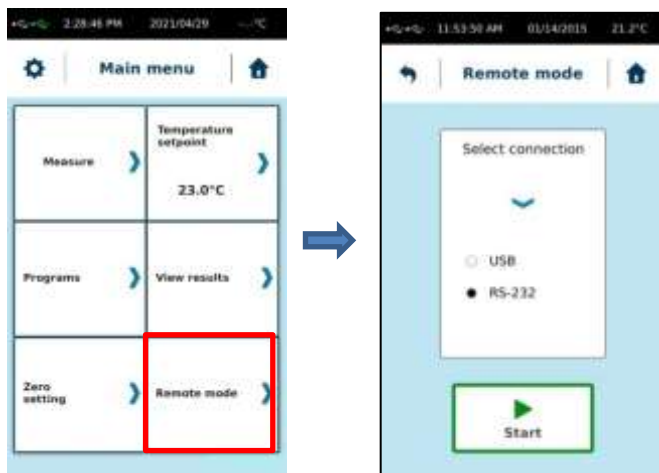 2:28:46 PM 2021/04/29 --.-°C
Main menu
Measure
Temperature
setpoint
23.0°C
Programs
View results
Zero
setting
Remote mode
11:53:50 AM 01/14/2015 21.2°C
Remote mode
Select connection
USB
RS-232
Start